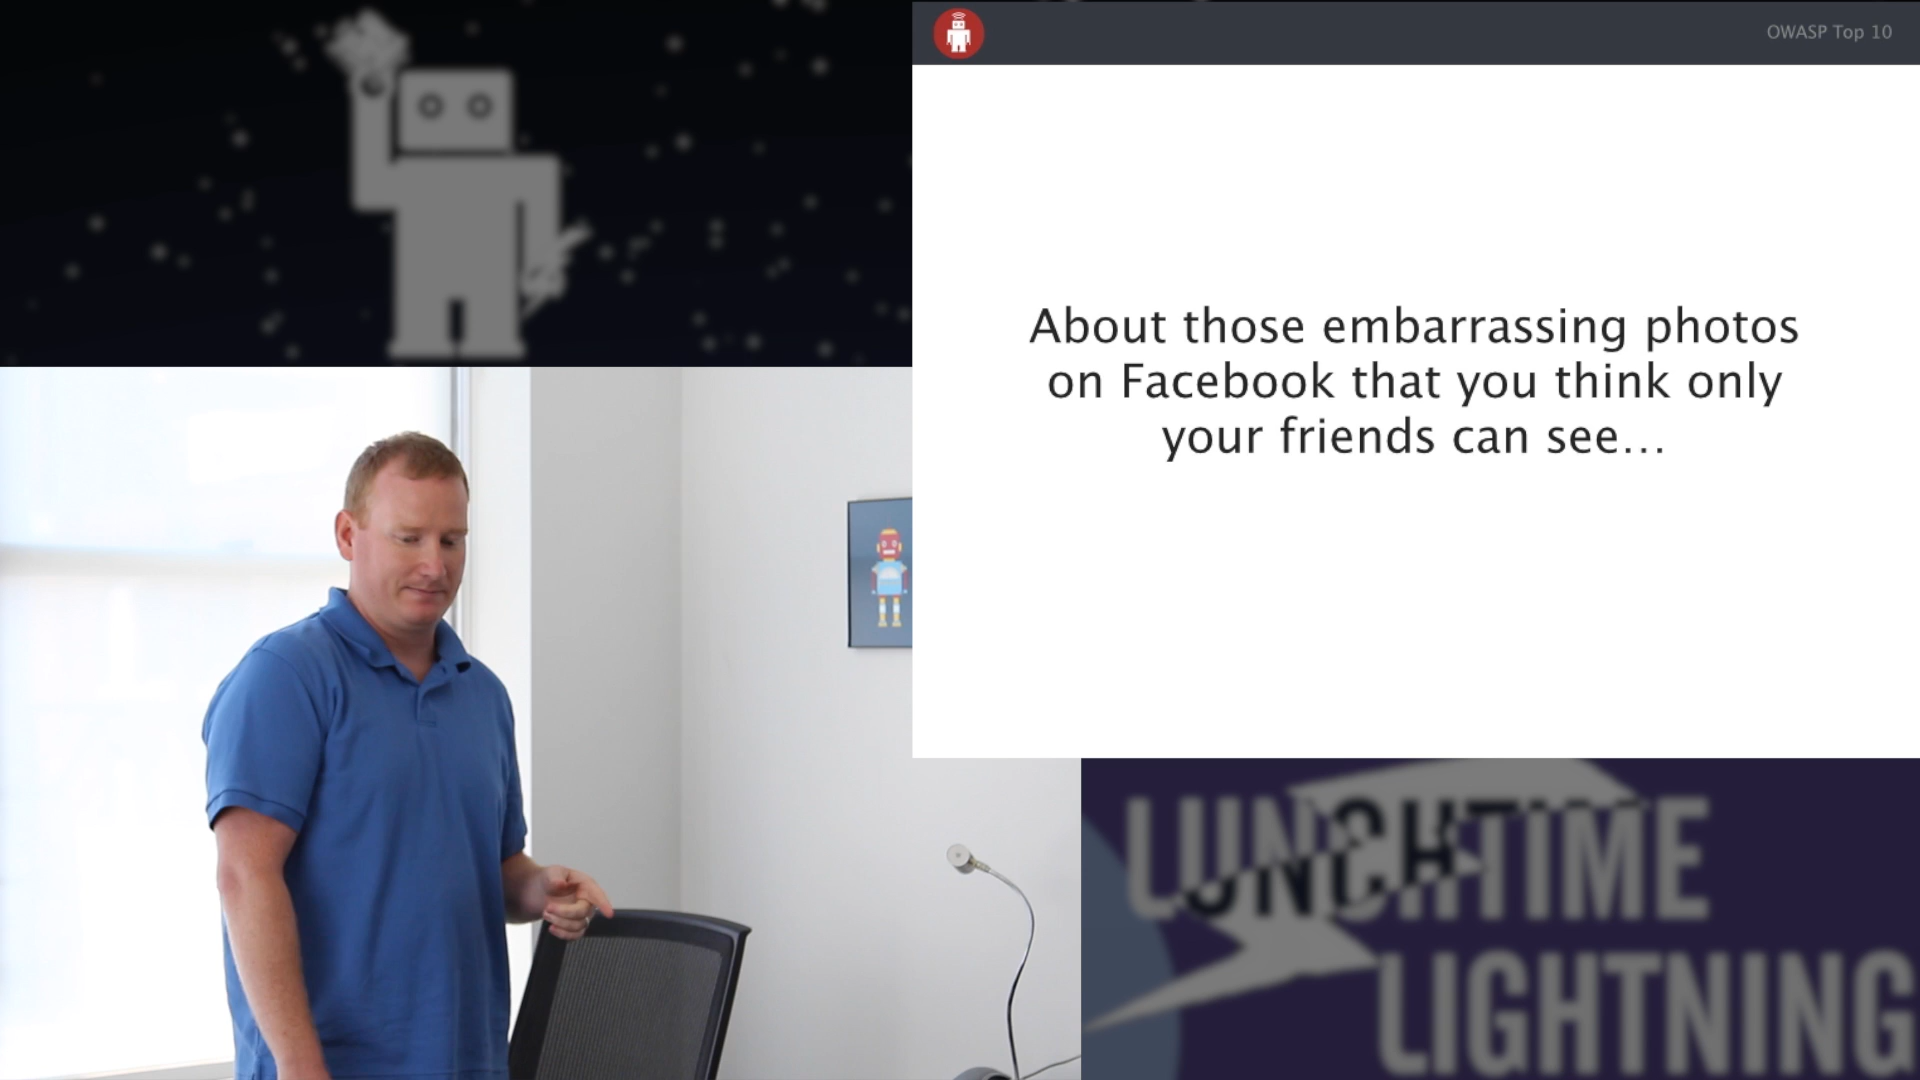 OWASP Top 10
About those embarrassing photos
on Facebook that you think only
your friends can see…
LUNCHTIME
LIGHTNING